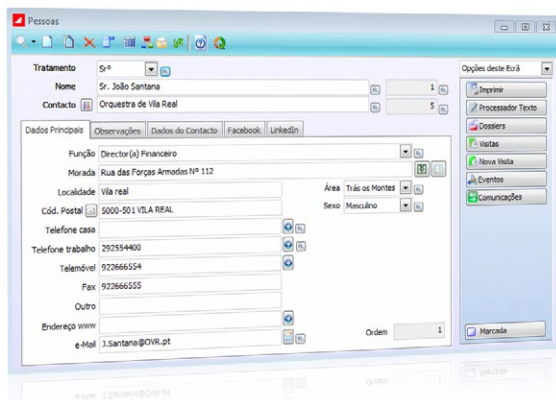 Pessoas
Tratamento Srº
Opções deste Ecrã
Nome Sr. João Santana 1
Contacto Orquestra de Vila Real 5
Imprimir
Processador Texto
Dossiers
Visitas
Nova Visita
Eventos
Comunicações
Dados Principais Observações Dados do Contacto Facebook LinkedIn
Função Director(a) Financeiro
Morada Rua das Forças Armadas Nº 112
Localidade Vila real Área Trás os Montes
Cód. Postal 5000-501 VILA REAL Sexo Masculino
Telefone casa
Telefone trabalho 292554400
Telemóvel 922666554
Fax 922666555
Outro
Endereço www
e-Mail J.Santana@OVR.pt Ordem 1
Marcada